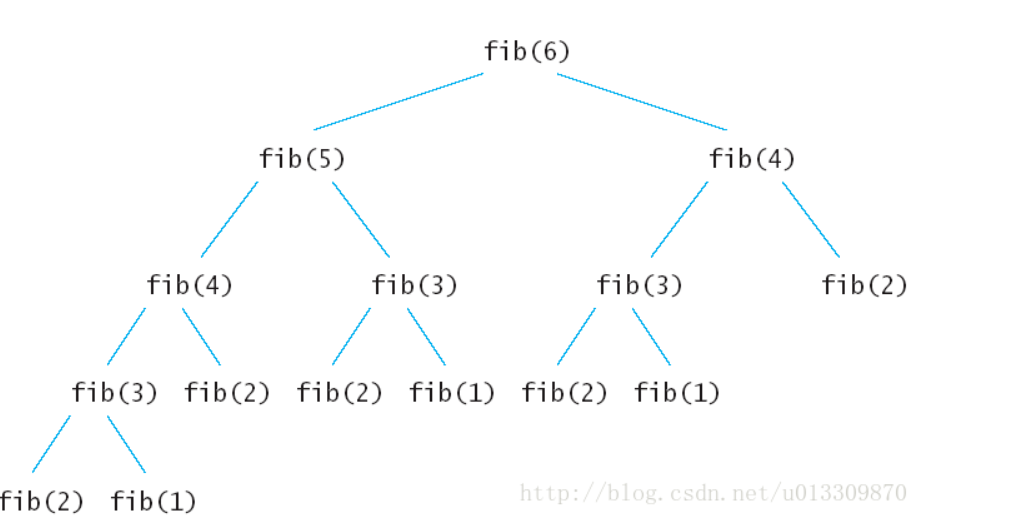 fib(6)
fib(5) fib(4)
fib(4) fib(3) fib(3) fib(2)
fib(3) fib(2) fib(2) fib(1) fib(2) fib(1)
fib(2) fib(1)
http://blog.csdn.net/u013309870